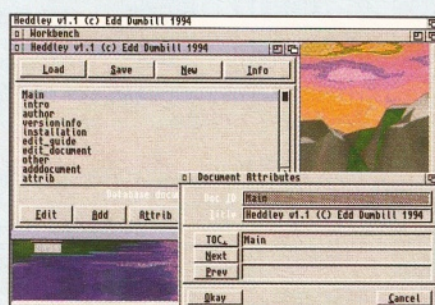 Heddley v1.1 (c) Edd Dumbill 1994
Workbench
Heddley v1.1 (c) Edd Dumbill 1994
Load Save New Info
Main
intro
author
versioninfo
installation
edit_guide
edit_document
other
adddocument
attrib
Database docu
Edit Add Attrib
Document Attributes
Doc ID Main
Title Heddley v1.1 (C) Edd Dumbill 1994
TOC. Main
Next
Prev
Okay Cancel